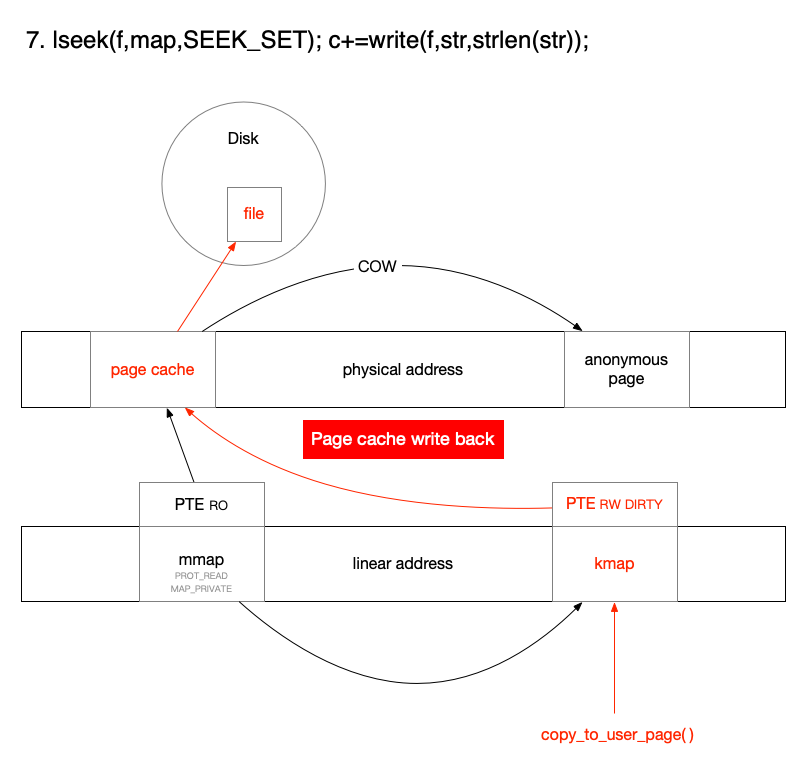 7. lseek(f,map,SEEK_SET); c+=write(f,str,strlen(str));
Disk
file
COW
page cache
physical address
anonymous
page
Page cache write back
PTE RO
PTE RW DIRTY
mmap
PROT_READ
MAP_PRIVATE
linear address
kmap
copy_to_user_page()